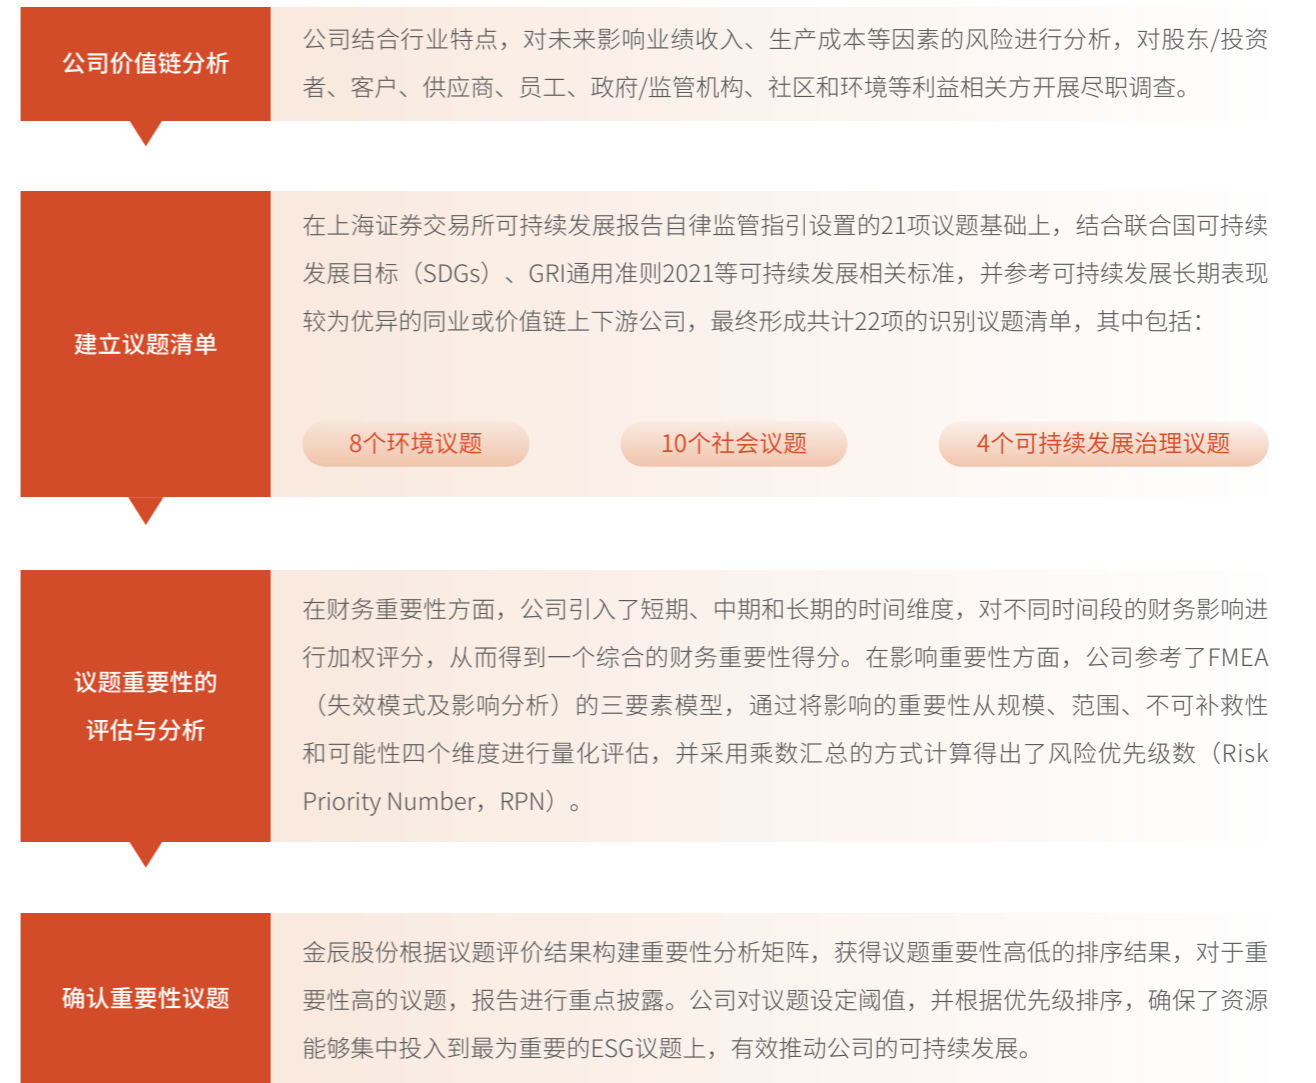 公司价值链分析
公司结合行业特点，对未来影响业绩收入、生产成本等因素的风险进行分析，对股东/投资
者、客户、供应商、员工、政府/监管机构、社区和环境等利益相关方开展尽职调查。
建立议题清单
在上海证券交易所可持续发展报告自律监管指引设置的21项议题基础上，结合联合国可持续
发展目标（SDGs）、GRI通用准则2021等可持续发展相关标准，并参考可持续发展长期表现
较为优异的同业或价值链上下游公司，最终形成共计22项的识别议题清单，其中包括：
8个环境议题
10个社会议题
4个可持续发展治理议题
议题重要性的
评估与分析
在财务重要性方面，公司引入了短期、中期和长期的时间维度，对不同时间段的财务影响进
行加权评分，从而得到一个综合的财务重要性得分。在影响重要性方面，公司参考了FMEA
（失效模式及影响分析）的三要素模型，通过将影响的重要性从规模、范围、不可补救性
和可能性四个维度进行量化评估，并采用乘数汇总的方式计算得出了风险优先级数（Risk
Priority Number，RPN）。
确认重要性议题
金辰股份根据议题评价结果构建重要性分析矩阵，获得议题重要性高低的排序结果，对于重
要性高的议题，报告进行重点披露。公司对议题设定阈值，并根据优先级排序，确保了资源
能够集中投入到最为重要的ESG议题上，有效推动公司的可持续发展。